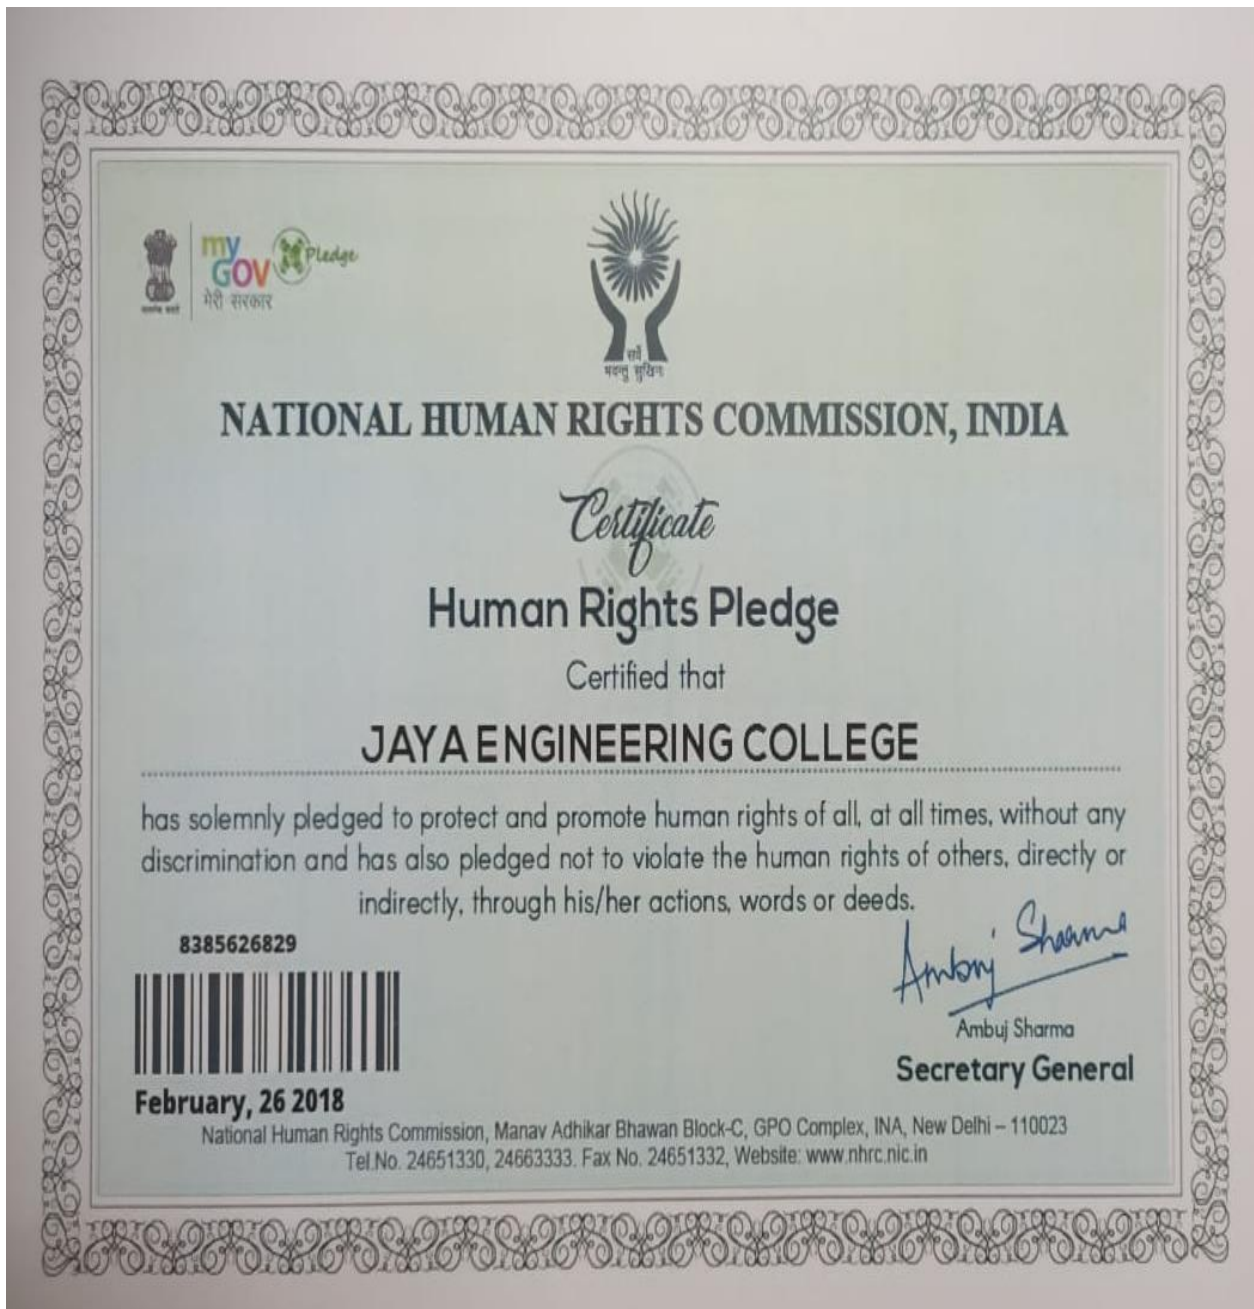 my
GOV
मेरी सरकार
Pledge
सर्वे
भवन्तु सुखिनः
NATIONAL HUMAN RIGHTS COMMISSION, INDIA
Certificate
Human Rights Pledge
Certified that
JAYA ENGINEERING COLLEGE
has solemnly pledged to protect and promote human rights of all, at all times, without any
discrimination and has also pledged not to violate the human rights of others, directly or
indirectly, through his/her actions, words or deeds.
8385626829
Ambuj Sharma
Ambuj Sharma
Secretary General
February, 26 2018
National Human Rights Commission, Manav Adhikar Bhawan Block-C, GPO Complex, INA, New Delhi – 110023
Tel.No. 24651330, 24663333. Fax No. 24651332, Website: www.nhrc.nic.in